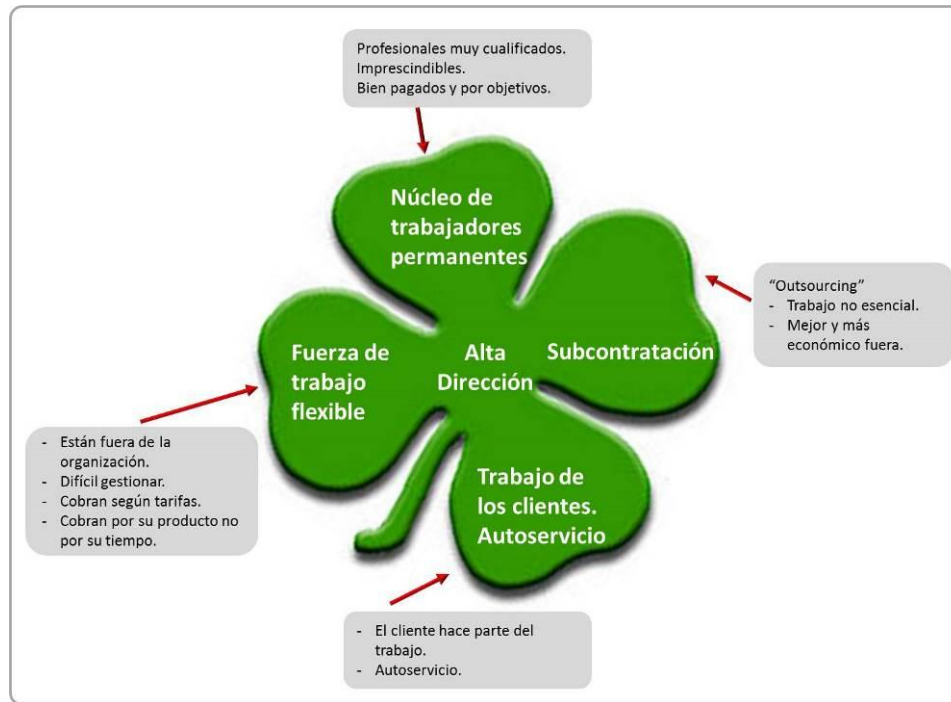 Profesionales muy cualificados.
Imprescindibles.
Bien pagados y por objetivos.
Núcleo de
trabajadores
permanentes
“Outsourcing”
- Trabajo no esencial.
- Mejor y más
económico fuera.
Fuerza de
trabajo
flexible
Alta
Dirección
Subcontratación
- Están fuera de la
organización.
- Difícil gestionar.
- Cobran según tarifas.
- Cobran por su producto no
por su tiempo.
Trabajo de
los clientes.
Autoservicio
- El cliente hace parte del
trabajo.
- Autoservicio.